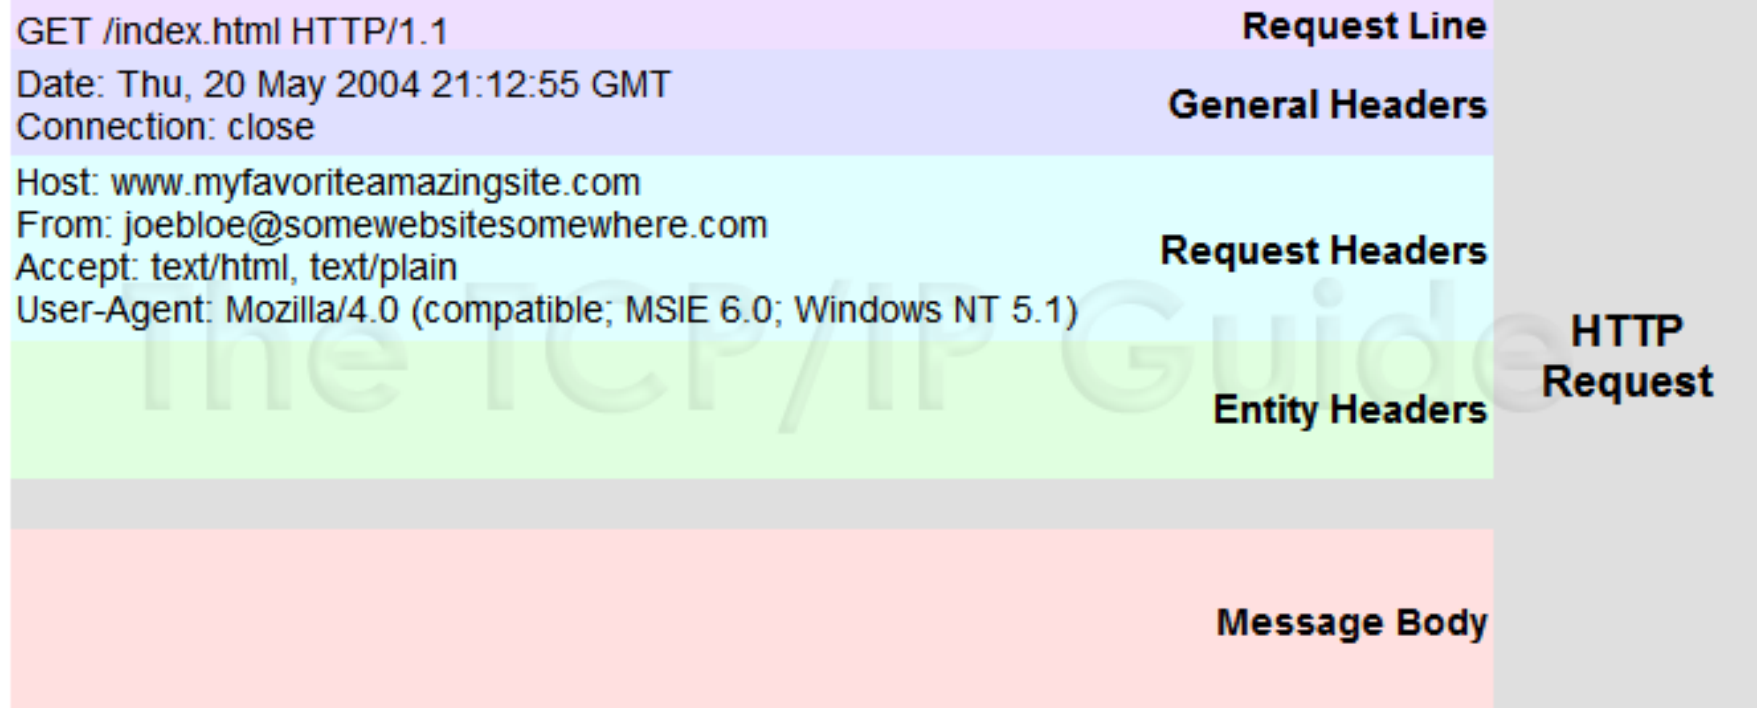 GET /index.html HTTP/1.1 Request Line
Date: Thu, 20 May 2004 21:12:55 GMT
Connection: close
General Headers
Host: www.myfavoriteamazingsite.com
From: joebloe@somewebsitesomewhere.com
Accept: text/html, text/plain
User-Agent: Mozilla/4.0 (compatible; MSIE 6.0; Windows NT 5.1)
Request Headers
The TCP/IP Guide
Entity Headers
Message Body
HTTP
Request